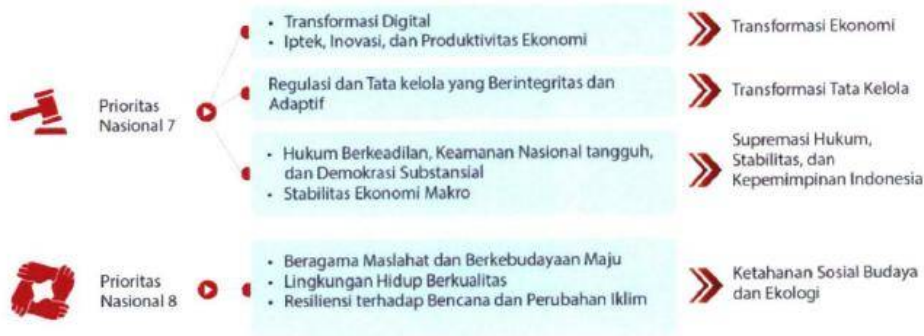 Prioritas
Nasional 7
• Transformasi Digital
• Iptek, Inovasi, dan Produktivitas Ekonomi
Transformasi Ekonomi
Regulasi dan Tata kelola yang Berintegritas dan
Adaptif
Transformasi Tata Kelola
• Hukum Berkeadilan, Keamanan Nasional tangguh,
dan Demokrasi Substansial
• Stabilitas Ekonomi Makro
Supremasi Hukum,
Stabilitas, dan
Kepemimpinan Indonesia
Prioritas
Nasional 8
• Beragama Maslahat dan Berkebudayaan Maju
• Lingkungan Hidup Berkualitas
• Resiliensi terhadap Bencana dan Perubahan Iklim
Ketahanan Sosial Budaya
dan Ekologi